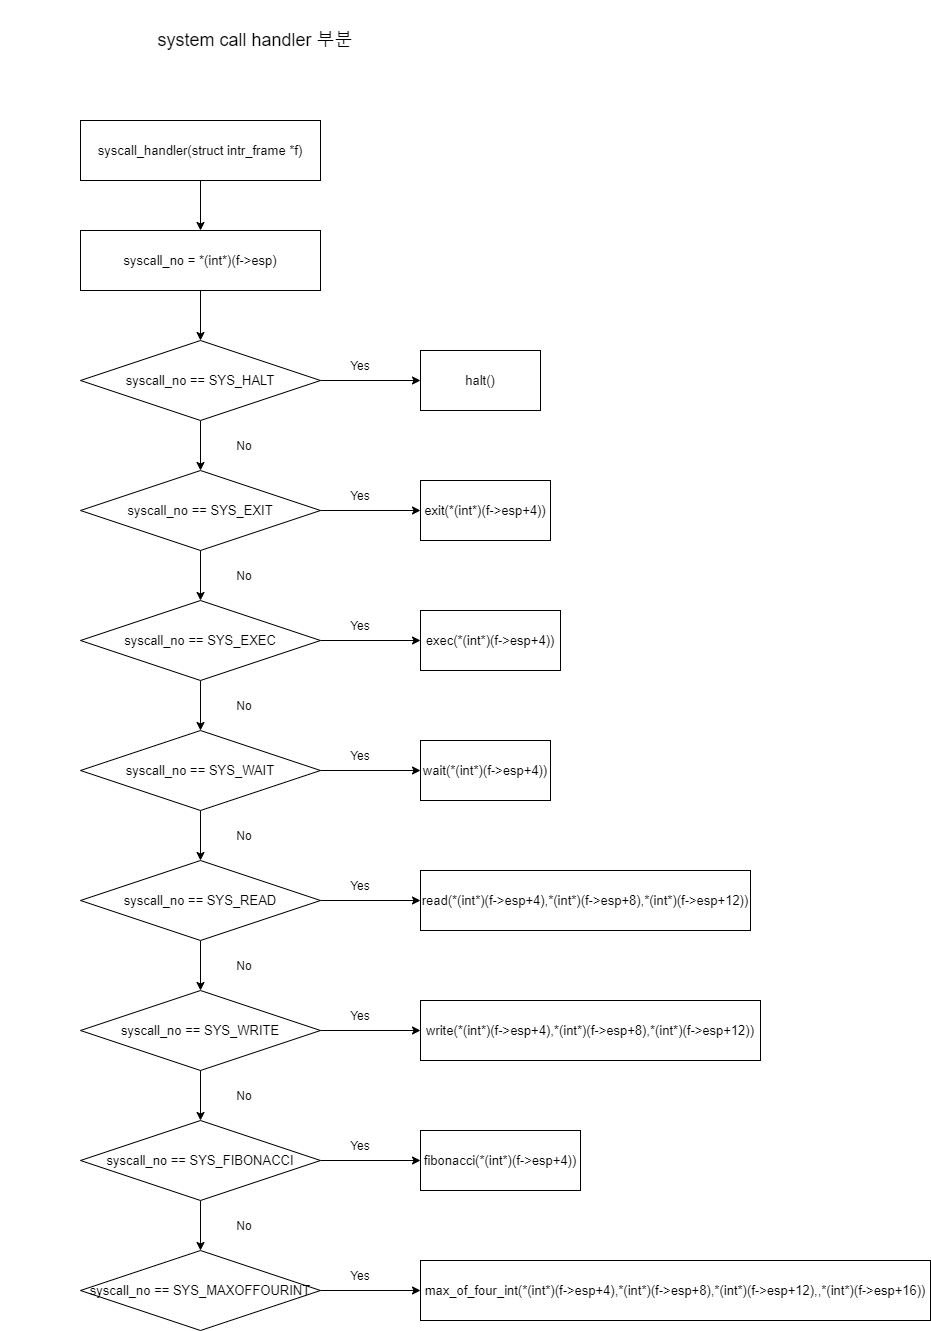 system call handler 부분
syscall_handler(struct intr_frame *f)
syscall_no = *(int*)(f->esp)
syscall_no == SYS_HALT
Yes
halt()
No
syscall_no == SYS_EXIT
Yes
exit(*(int*)(f->esp+4))
No
syscall_no == SYS_EXEC
Yes
exec(*(int*)(f->esp+4))
No
syscall_no == SYS_WAIT
Yes
wait(*(int*)(f->esp+4))
No
syscall_no == SYS_READ
Yes
read(*(int*)(f->esp+4),*(int*)(f->esp+8),*(int*)(f->esp+12))
No
syscall_no == SYS_WRITE
Yes
write(*(int*)(f->esp+4),*(int*)(f->esp+8),*(int*)(f->esp+12))
No
syscall_no == SYS_FIBONACCI
Yes
fibonacci(*(int*)(f->esp+4))
No
syscall_no == SYS_MAXOFFOURINT
Yes
max_of_four_int(*(int*)(f->esp+4),*(int*)(f->esp+8),*(int*)(f->esp+12),,*(int*)(f->esp+16))